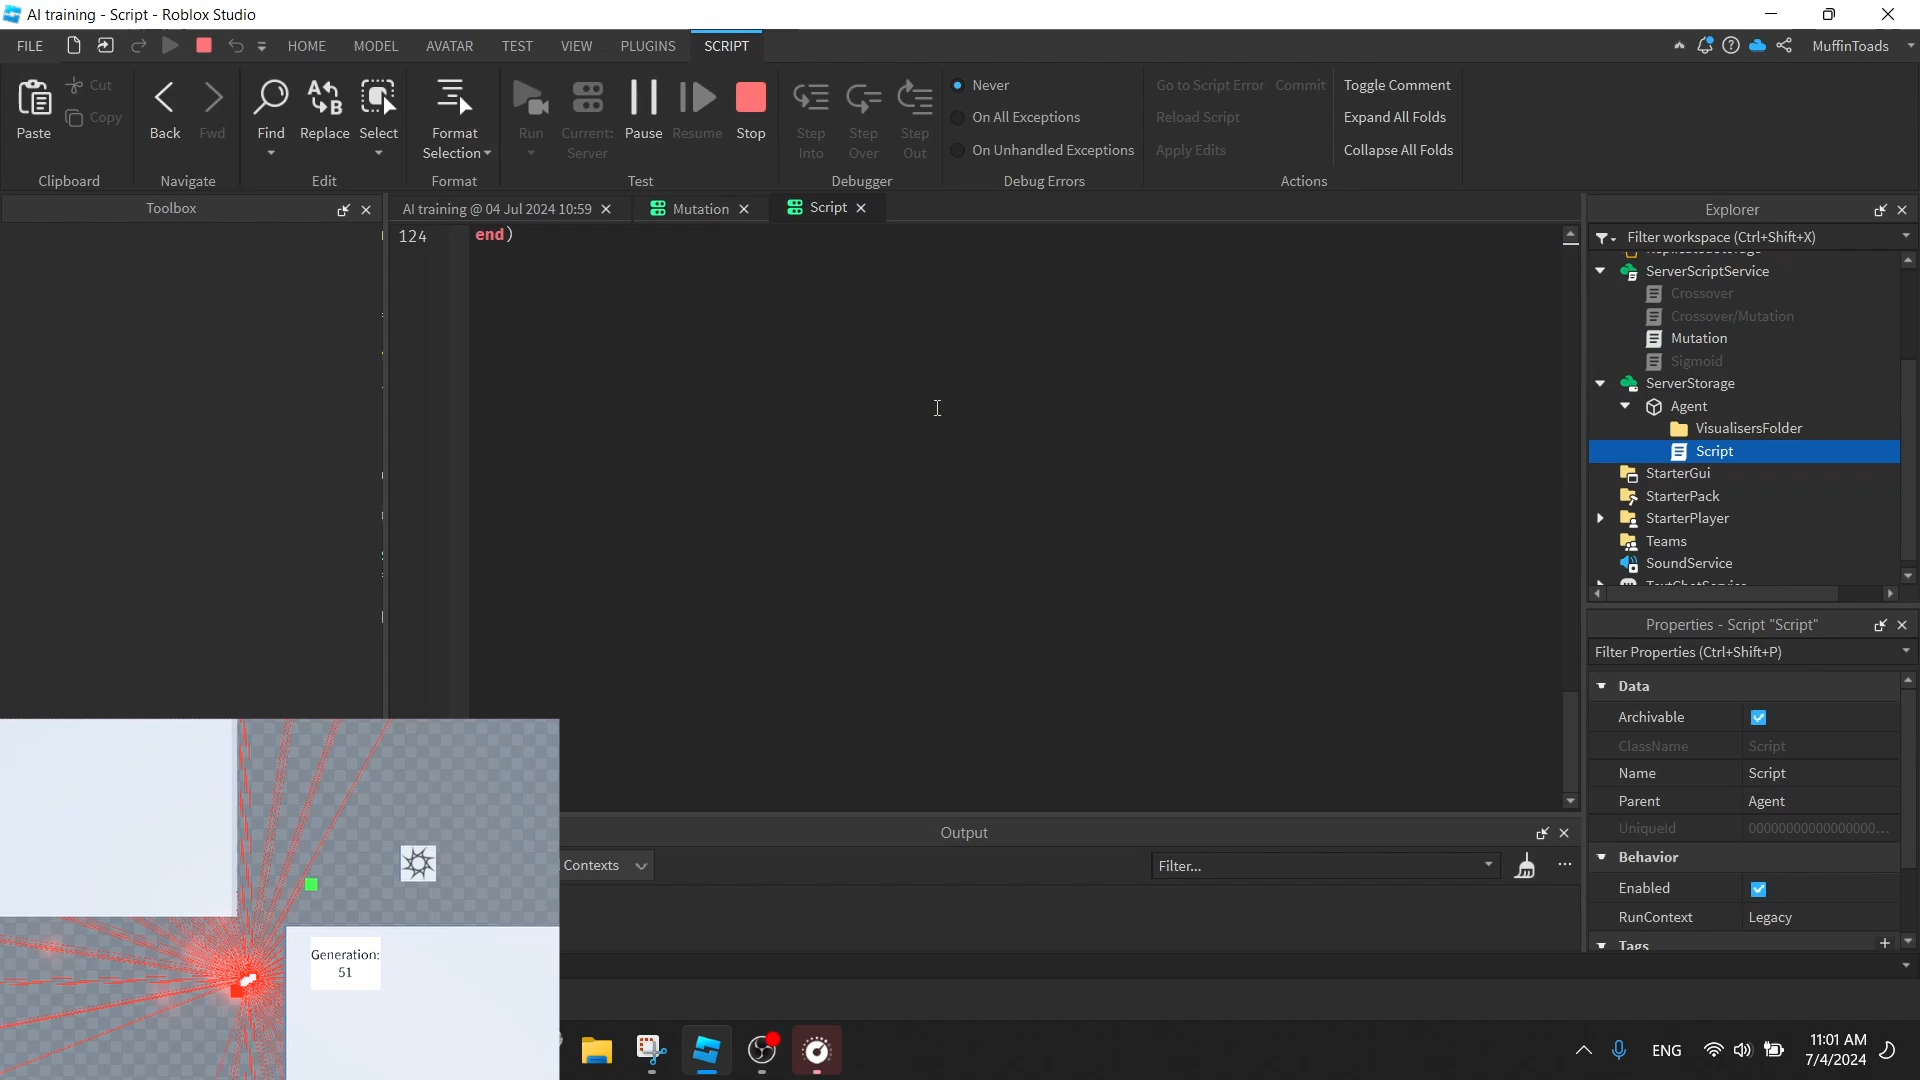 AI training - Script - Roblox Studio
FILE HOME MODEL AVATAR TEST VIEW PLUGINS SCRIPT MuffinToads
Paste Cut Copy
Back Fwd
Find Replace Select
Format Selection
Run Current: Server Pause Resume Stop
Step Into Step Over Step Out
Never
On All Exceptions
On Unhandled Exceptions
Go to Script Error Commit
Reload Script
Apply Edits
Toggle Comment
Expand All Folds
Collapse All Folds
Clipboard Navigate Edit Format Test Debugger Debug Errors Actions
Toolbox
AI training @ 04 Jul 2024 10:59 Mutation Script
124 end)
Explorer
Filter workspace (Ctrl+Shift+X)
ServerScriptService
Crossover
Crossover/Mutation
Mutation
Sigmoid
ServerStorage
Agent
VisualisersFolder
Script
StarterGui
StarterPack
StarterPlayer
Teams
SoundService
Properties - Script "Script"
Filter Properties (Ctrl+Shift+P)
Data
Archivable
ClassName Script
Name Script
Parent Agent
UniqueId 00000000000000000...
Behavior
Enabled
RunContext Legacy
Tags
Output
Contexts
Filter...
Generation:
51
ENG
11:01 AM
7/4/2024